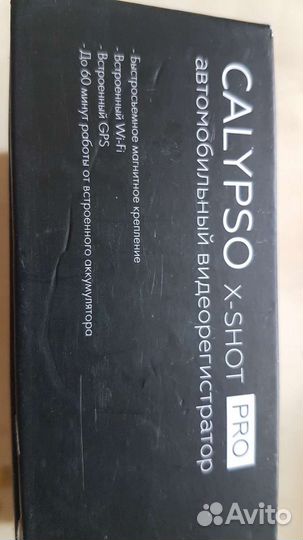 CALYPSO X-SHOT PRO
автомобильный видеорегистратор
- Быстросъемное магнитное крепление
- Встроенный Wi-Fi
- Встроенный GPS
- До 60 минут работы от встроенного аккумулятора
Avito